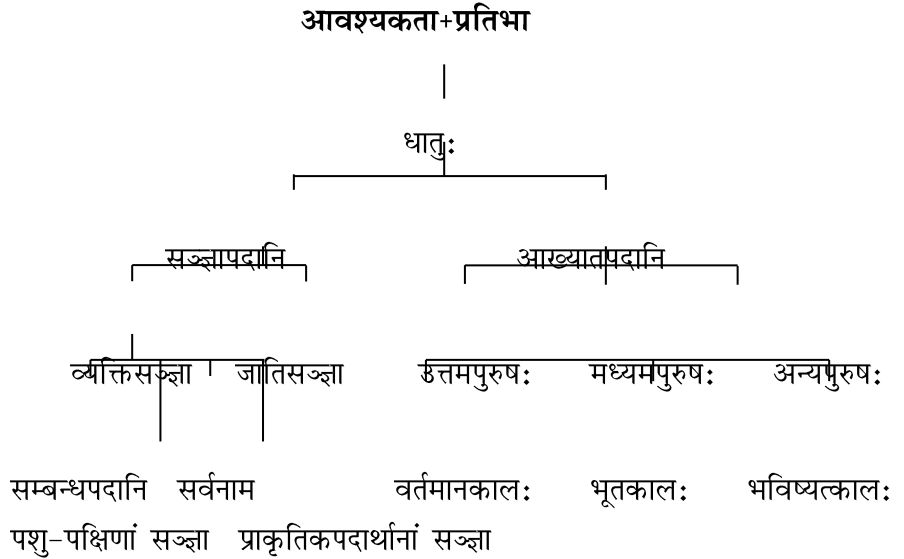 आवश्यकता+प्रतिभा
धातुः
सञ्ज्ञापदानि आख्यातपदानि
व्यक्तिसञ्ज्ञा जातिसञ्ज्ञा उत्तमपुरुषः मध्यमपुरुषः अन्यपुरुषः
सम्बन्धपदानि सर्वनाम वर्तमानकालः भूतकालः भविष्यत्कालः
पशु-पक्षिणां सञ्ज्ञा प्राकृतिकपदार्थानां सञ्ज्ञा